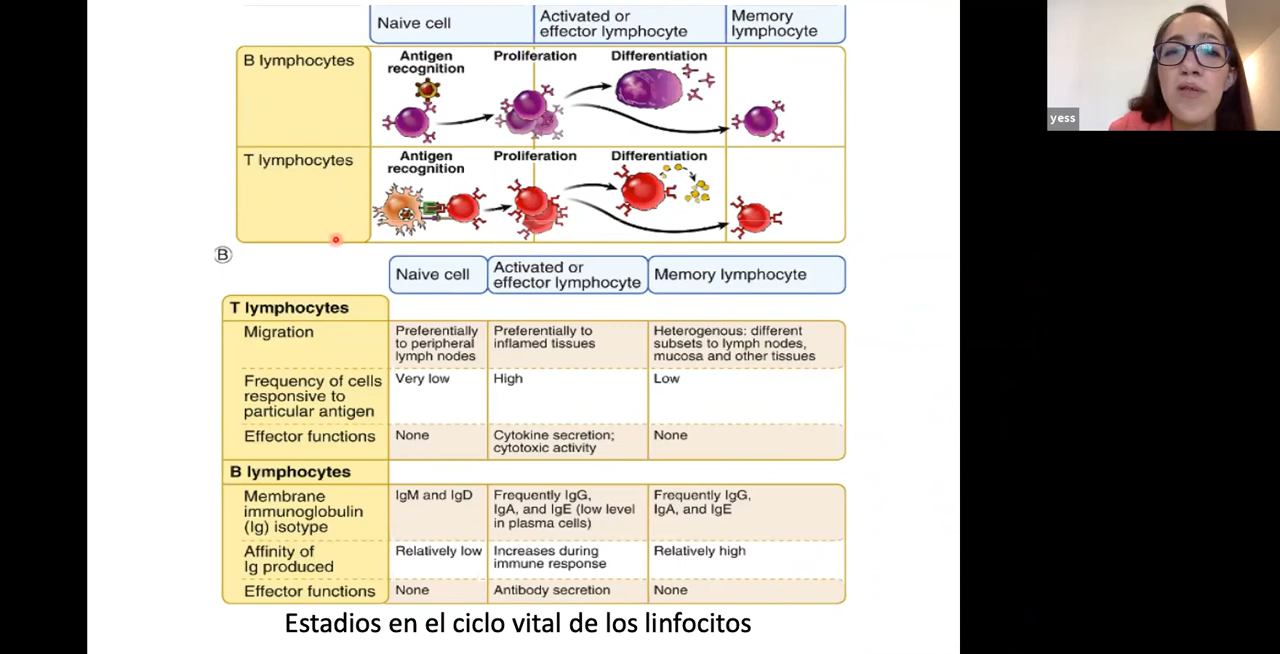 Naive cell
Activated or
effector lymphocyte
Memory
lymphocyte
B lymphocytes
Antigen
recognition
Proliferation
Differentiation
T lymphocytes
Antigen
recognition
Proliferation
Differentiation
B
Naive cell
Activated or
effector lymphocyte
Memory lymphocyte
T lymphocytes
Migration
Preferentially
to peripheral
lymph nodes
Preferentially to
inflamed tissues
Heterogenous: different
subsets to lymph nodes,
mucosa and other tissues
Frequency of cells
responsive to
particular antigen
Very low
High
Low
Effector functions
None
Cytokine secretion;
cytotoxic activity
None
B lymphocytes
Membrane
immunoglobulin
(Ig) isotype
IgM and IgD
Frequently IgG,
IgA, and IgE (low level
in plasma cells)
Frequently IgG,
IgA, and IgE
Affinity of
Ig produced
Relatively low
Increases during
immune response
Relatively high
Effector functions
None
Antibody secretion
None
Estadios en el ciclo vital de los linfocitos
yess